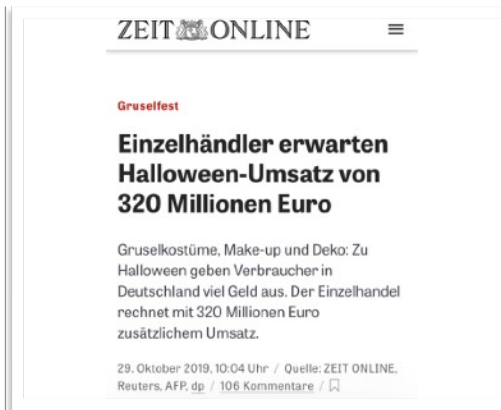 ZEIT ONLINE
Gruselfest
Einzelhändler erwarten
Halloween-Umsatz von
320 Millionen Euro
Gruselkostüme, Make-up und Deko: Zu
Halloween geben Verbraucher in
Deutschland viel Geld aus. Der Einzelhandel
rechnet mit 320 Millionen Euro
zusätzlichem Umsatz.
29. Oktober 2019, 10:04 Uhr / Quelle: ZEIT ONLINE,
Reuters, AFP, dp / 106 Kommentare /